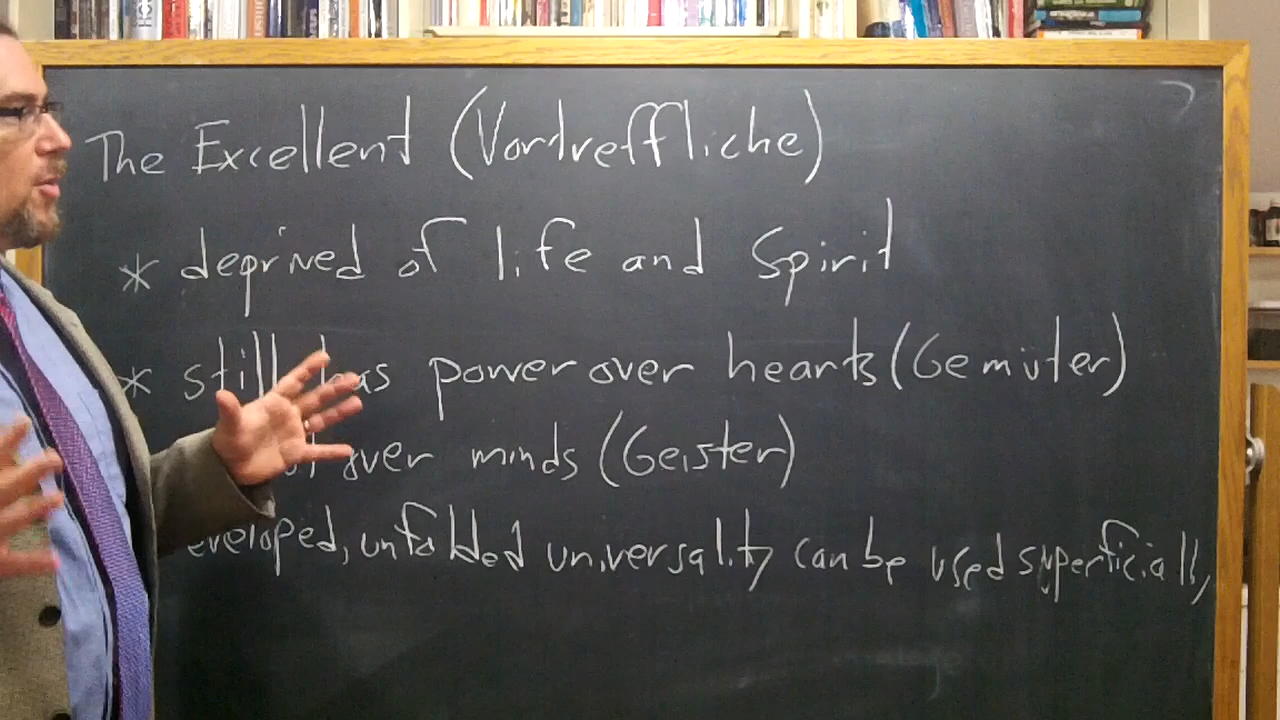 The Excellent (Vordreffliche)
* deprived of life and Spirit
* still has power over hearts (Gemüter)
over minds (Geister)
eveloped, unfolded universality can be used superficially